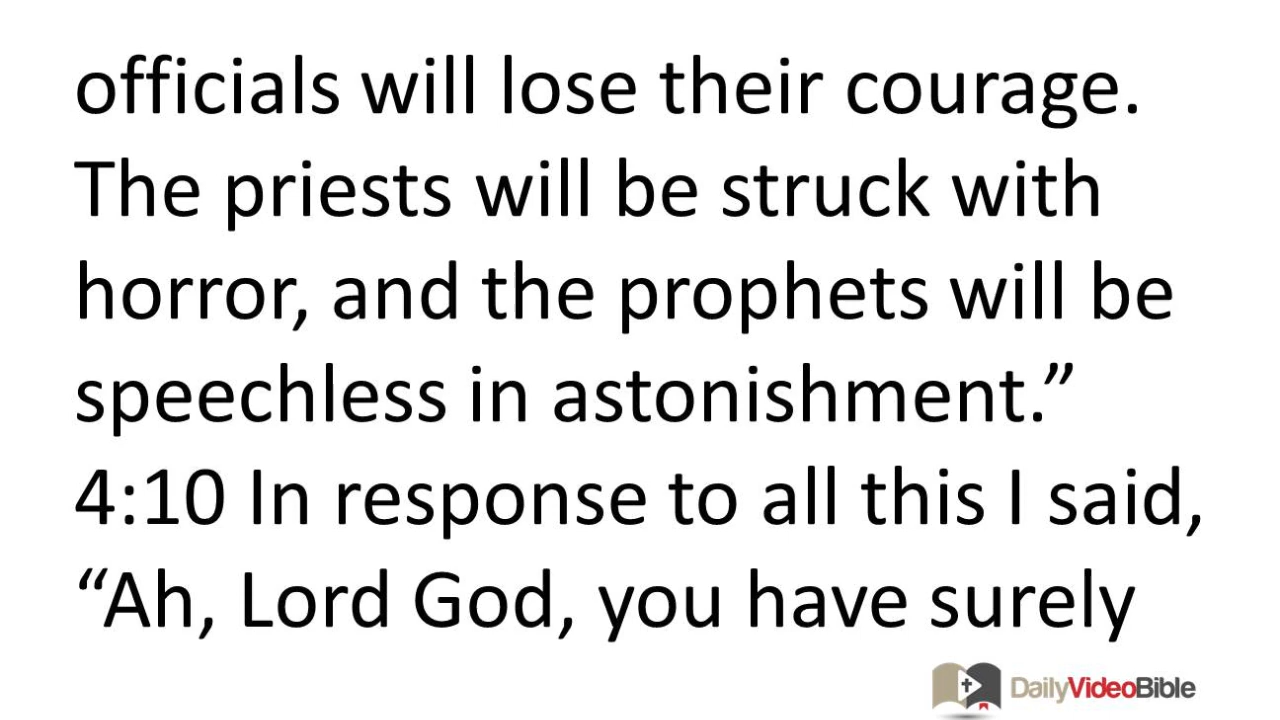 officials will lose their courage.
The priests will be struck with
horror, and the prophets will be
speechless in astonishment.”
4:10 In response to all this I said,
“Ah, Lord God, you have surely
DailyVideoBible